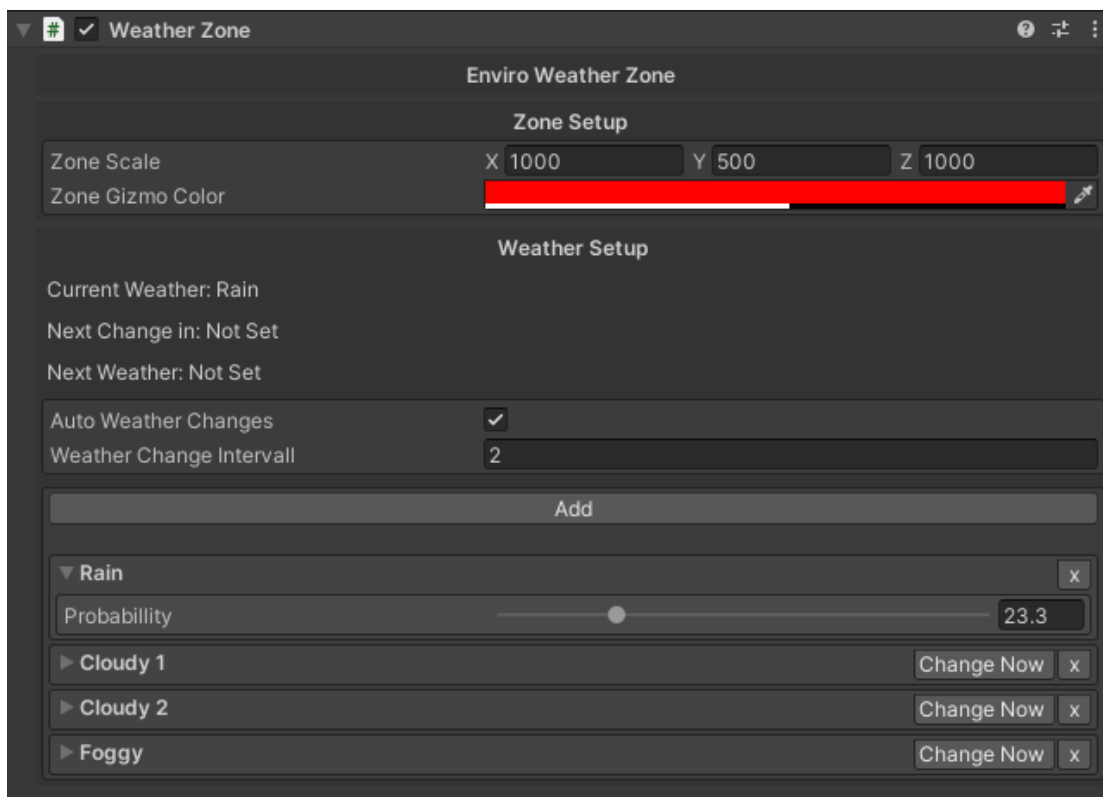 Weather Zone
Enviro Weather Zone
Zone Setup
Zone Scale X 1000 Y 500 Z 1000
Zone Gizmo Color
Weather Setup
Current Weather: Rain
Next Change in: Not Set
Next Weather: Not Set
Auto Weather Changes
Weather Change Intervall 2
Add
Rain x
Probabillity 23.3
Cloudy 1 Change Now x
Cloudy 2 Change Now x
Foggy Change Now x